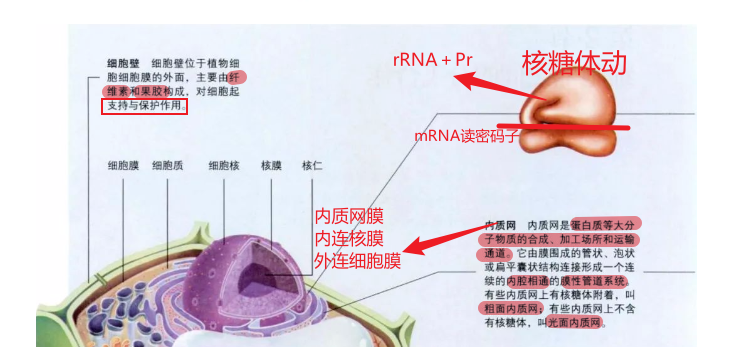 细胞壁 细胞壁位于植物细
胞细胞膜的外面，主要由纤
维素和果胶构成，对细胞起
支持与保护作用。
rRNA + Pr
核糖体动
mRNA读密码子
细胞膜 细胞质 细胞核 核膜 核仁
内质网膜
内连核膜
外连细胞膜
内质网 内质网是蛋白质等大分
子物质的合成、加工场所和运输
通道。它由膜围成的管状、泡状
或扁平囊状结构连接形成一个连
续的内腔相通的膜性管道系统。
有些内质网上有核糖体附着，叫
粗面内质网；有些内质网上不含
有核糖体，叫光面内质网。